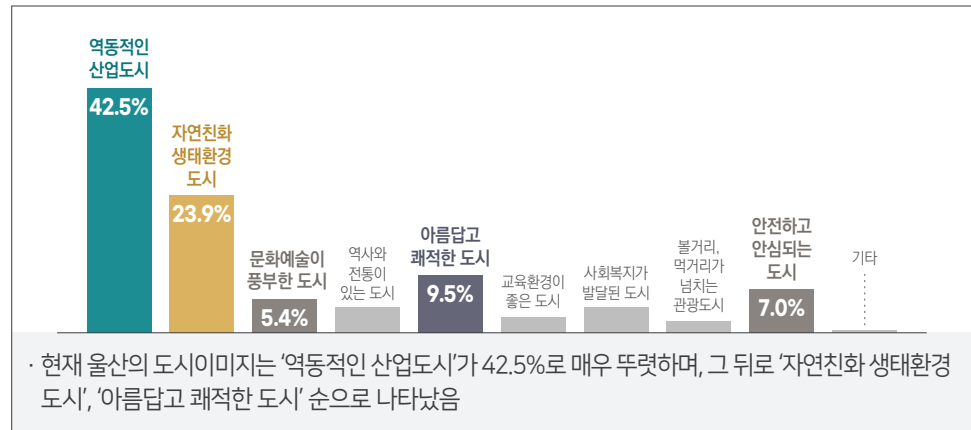 역동적인
산업도시
42.5%
자연친화
생태환경
도시
23.9%
문화예술이
풍부한 도시
5.4%
역사와
전통이
있는 도시
아름답고
쾌적한 도시
9.5%
교육환경이
좋은 도시
사회복지가
발달된 도시
볼거리,
먹거리가
넘치는
관광도시
안전하고
안심되는
도시
7.0%
기타
· 현재 울산의 도시이미지는 ‘역동적인 산업도시’가 42.5%로 매우 뚜렷하며, 그 뒤로 ‘자연친화 생태환경
도시’, ‘아름답고 쾌적한 도시’ 순으로 나타났음